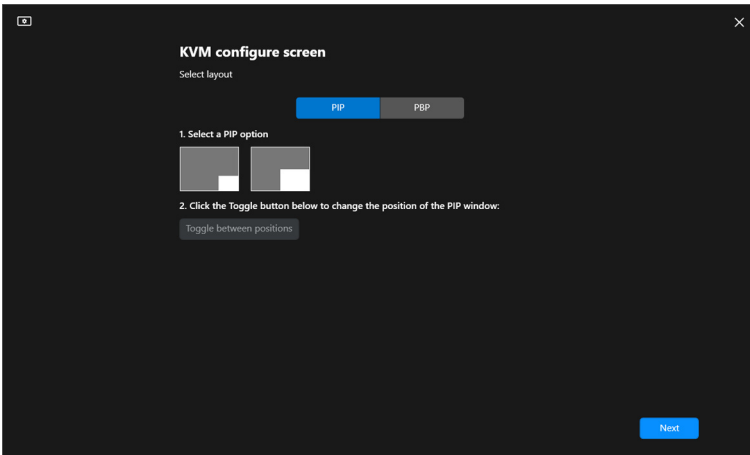 KVM configure screen
Select layout
PIP PBP
1. Select a PIP option
2. Click the Toggle button below to change the position of the PIP window:
Toggle between positions
Next